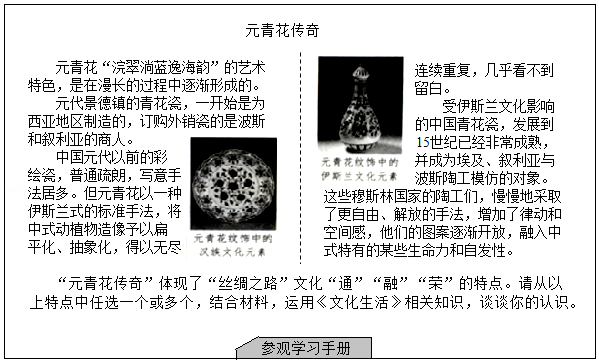 元青花传奇
元青花“浣翠淌蓝逸海韵”的艺术
特色，是在漫长的过程中逐渐形成的。
元代景德镇的青花瓷，一开始是为
西亚地区制造的，订购外销瓷的是波斯
和叙利亚的商人。
中国元代以前的彩
绘瓷，普通疏朗，写意手
法居多。但元青花以一种
伊斯兰式的标准手法，将
中式动植物造像予以扁
平化、抽象化，得以无尽
元青花纹饰中的
汉族文化元素
元青花纹饰中的
伊斯兰文化元素
连续重复，几乎看不到
留白。
受伊斯兰文化影响
的中国青花瓷，发展到
15世纪已经非常成熟，
并成为埃及、叙利亚与
波斯陶工模仿的对象。
这些穆斯林国家的陶工们，慢慢地采取
了更自由、解放的手法，增加了律动和
空间感，他们的图案逐渐开放，融入中
式特有的某些生命力和自发性。
“元青花传奇”体现了“丝绸之路”文化“通”“融”“荣”的特点。请从以
上特点中任选一个或多个，结合材料，运用《文化生活》相关知识，谈谈你的认识。
参观学习手册